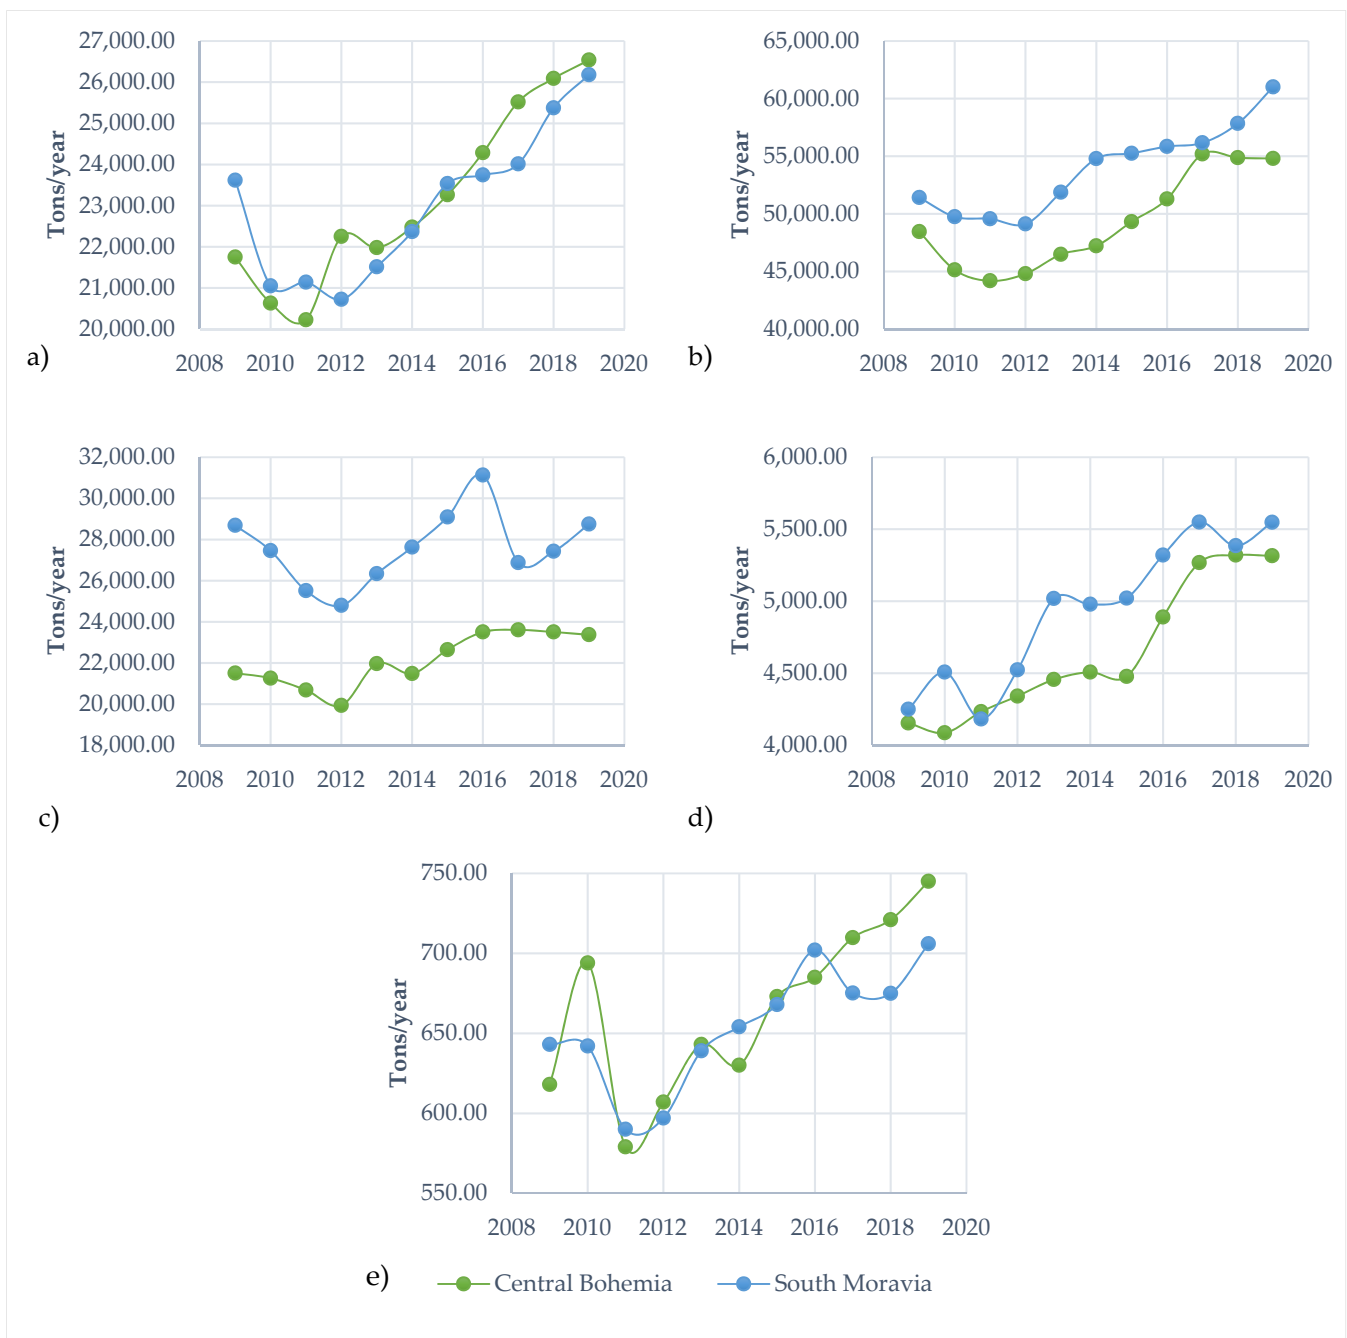 27,000.00
26,000.00
25,000.00
24,000.00
23,000.00
22,000.00
21,000.00
20,000.00
Tons/year
2008 2010 2012 2014 2016 2018 2020
a)
65,000.00
60,000.00
55,000.00
50,000.00
45,000.00
40,000.00
Tons/year
2008 2010 2012 2014 2016 2018 2020
b)
32,000.00
30,000.00
28,000.00
26,000.00
24,000.00
22,000.00
20,000.00
18,000.00
Tons/year
2008 2010 2012 2014 2016 2018 2020
c)
6,000.00
5,500.00
5,000.00
4,500.00
4,000.00
Tons/year
2008 2010 2012 2014 2016 2018 2020
d)
750.00
700.00
650.00
600.00
550.00
Tons/year
2008 2010 2012 2014 2016 2018 2020
e)
Central Bohemia South Moravia